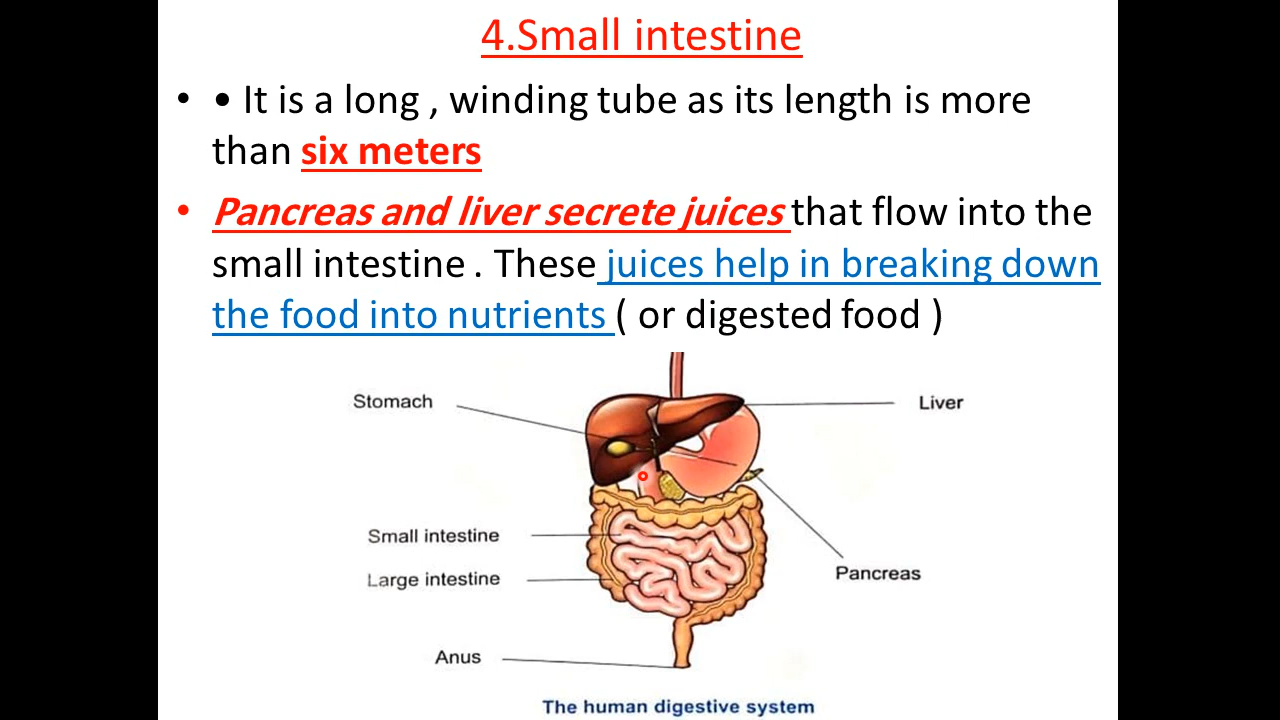 4.Small intestine
• • It is a long , winding tube as its length is more
than six meters
• Pancreas and liver secrete juices that flow into the
small intestine . These juices help in breaking down
the food into nutrients ( or digested food )
Stomach
Liver
Small intestine
Large intestine
Pancreas
Anus
The human digestive system